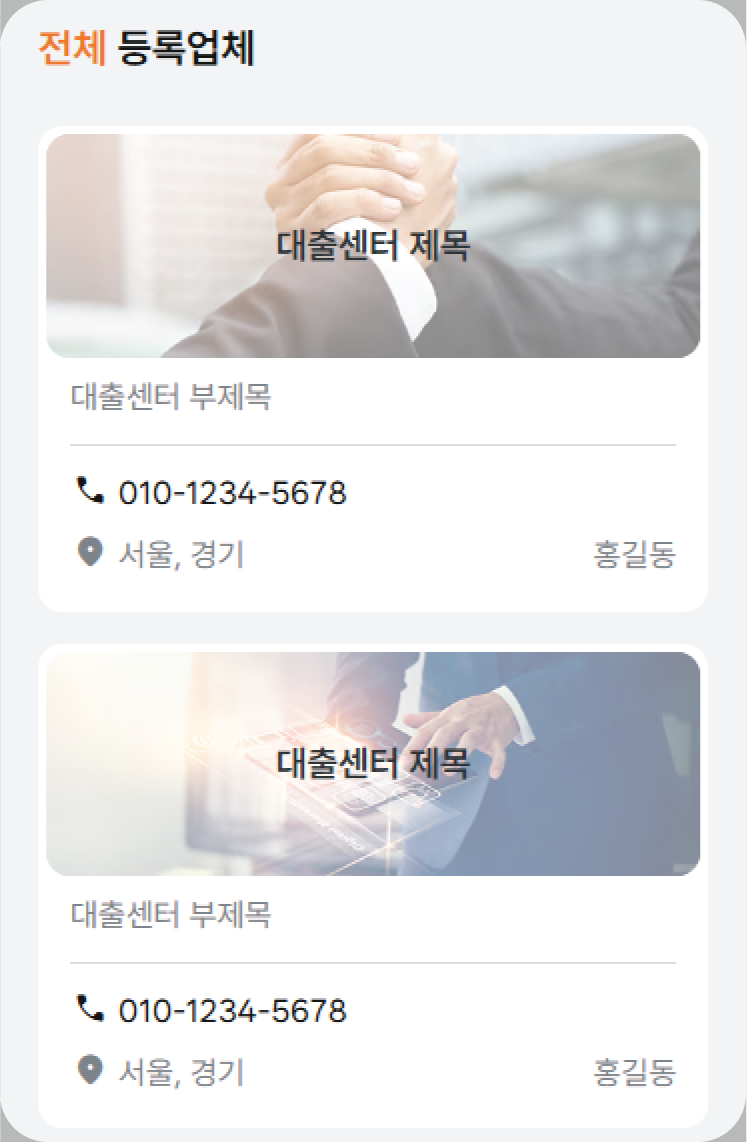 전체 등록업체
대출센터 제목
대출센터 부제목
010-1234-5678
서울, 경기 홍길동
대출센터 제목
대출센터 부제목
010-1234-5678
서울, 경기 홍길동